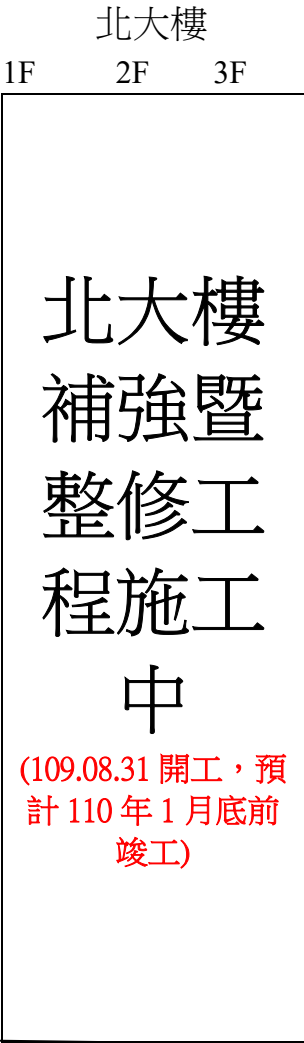 北大樓
1F 2F 3F
北大樓
補強暨
整修工
程施工
中
(109.08.31 開工，預
計 110 年 1 月底前
竣工)